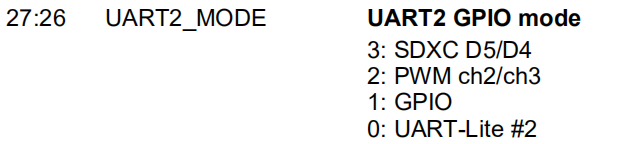 27:26 UART2_MODE UART2 GPIO mode
3: SDXC D5/D4
2: PWM ch2/ch3
1: GPIO
0: UART-Lite #2